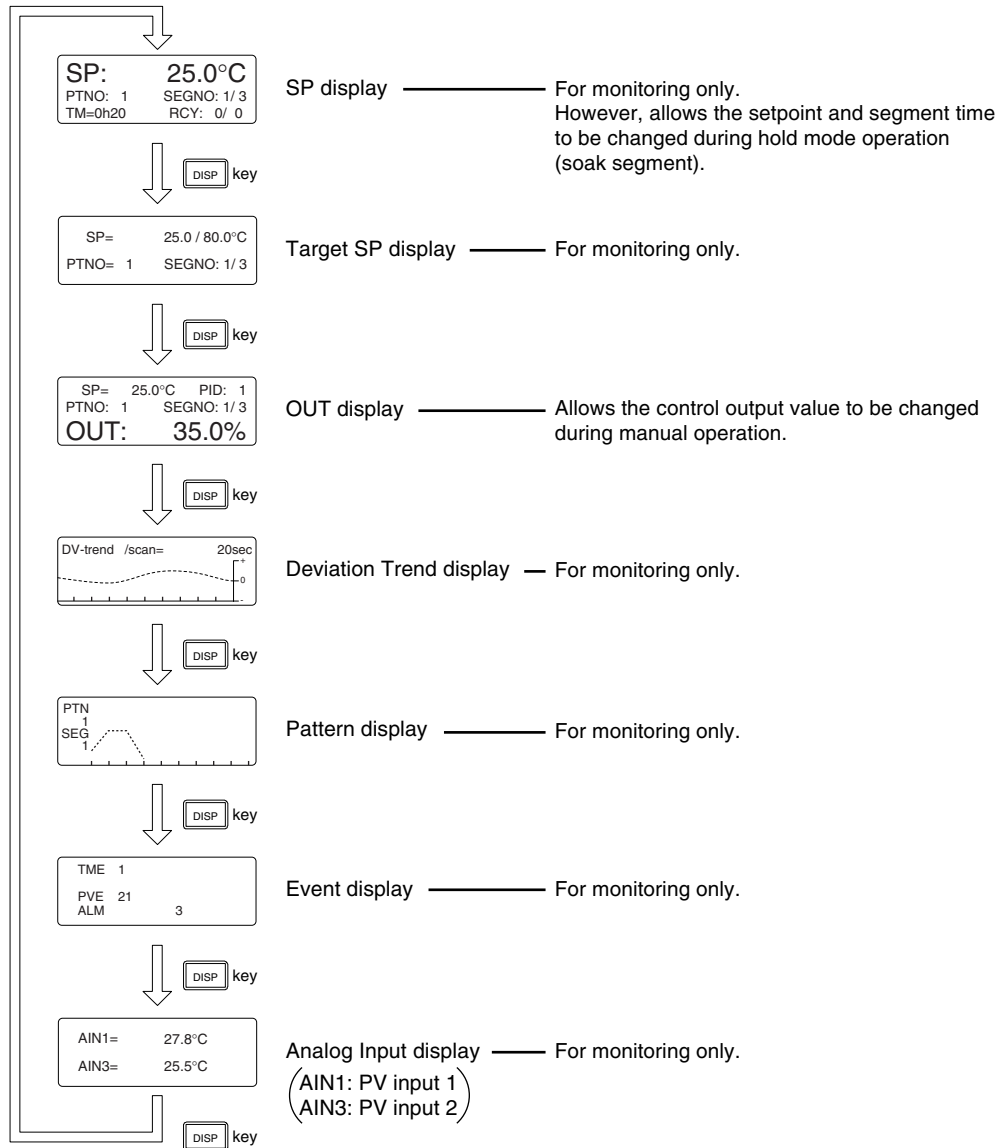 SP: 25.0°C
PTNO: 1 SEGNO: 1/ 3
TM=0h20 RCY: 0/ 0
SP display
For monitoring only.
However, allows the setpoint and segment time
to be changed during hold mode operation
(soak segment).
DISP key
SP= 25.0 / 80.0°C
PTNO= 1 SEGNO: 1/ 3
Target SP display
For monitoring only.
DISP key
SP= 25.0°C PID: 1
PTNO: 1 SEGNO: 1/ 3
OUT: 35.0%
OUT display
Allows the control output value to be changed
during manual operation.
DISP key
DV-trend /scan= 20sec
+
0
-
Deviation Trend display
For monitoring only.
DISP key
PTN
1
SEG
1
Pattern display
For monitoring only.
DISP key
TME 1
PVE 21
ALM 3
Event display
For monitoring only.
DISP key
AIN1= 27.8°C
AIN3= 25.5°C
Analog Input display
For monitoring only.
(AIN1: PV input 1
AIN3: PV input 2)
DISP key